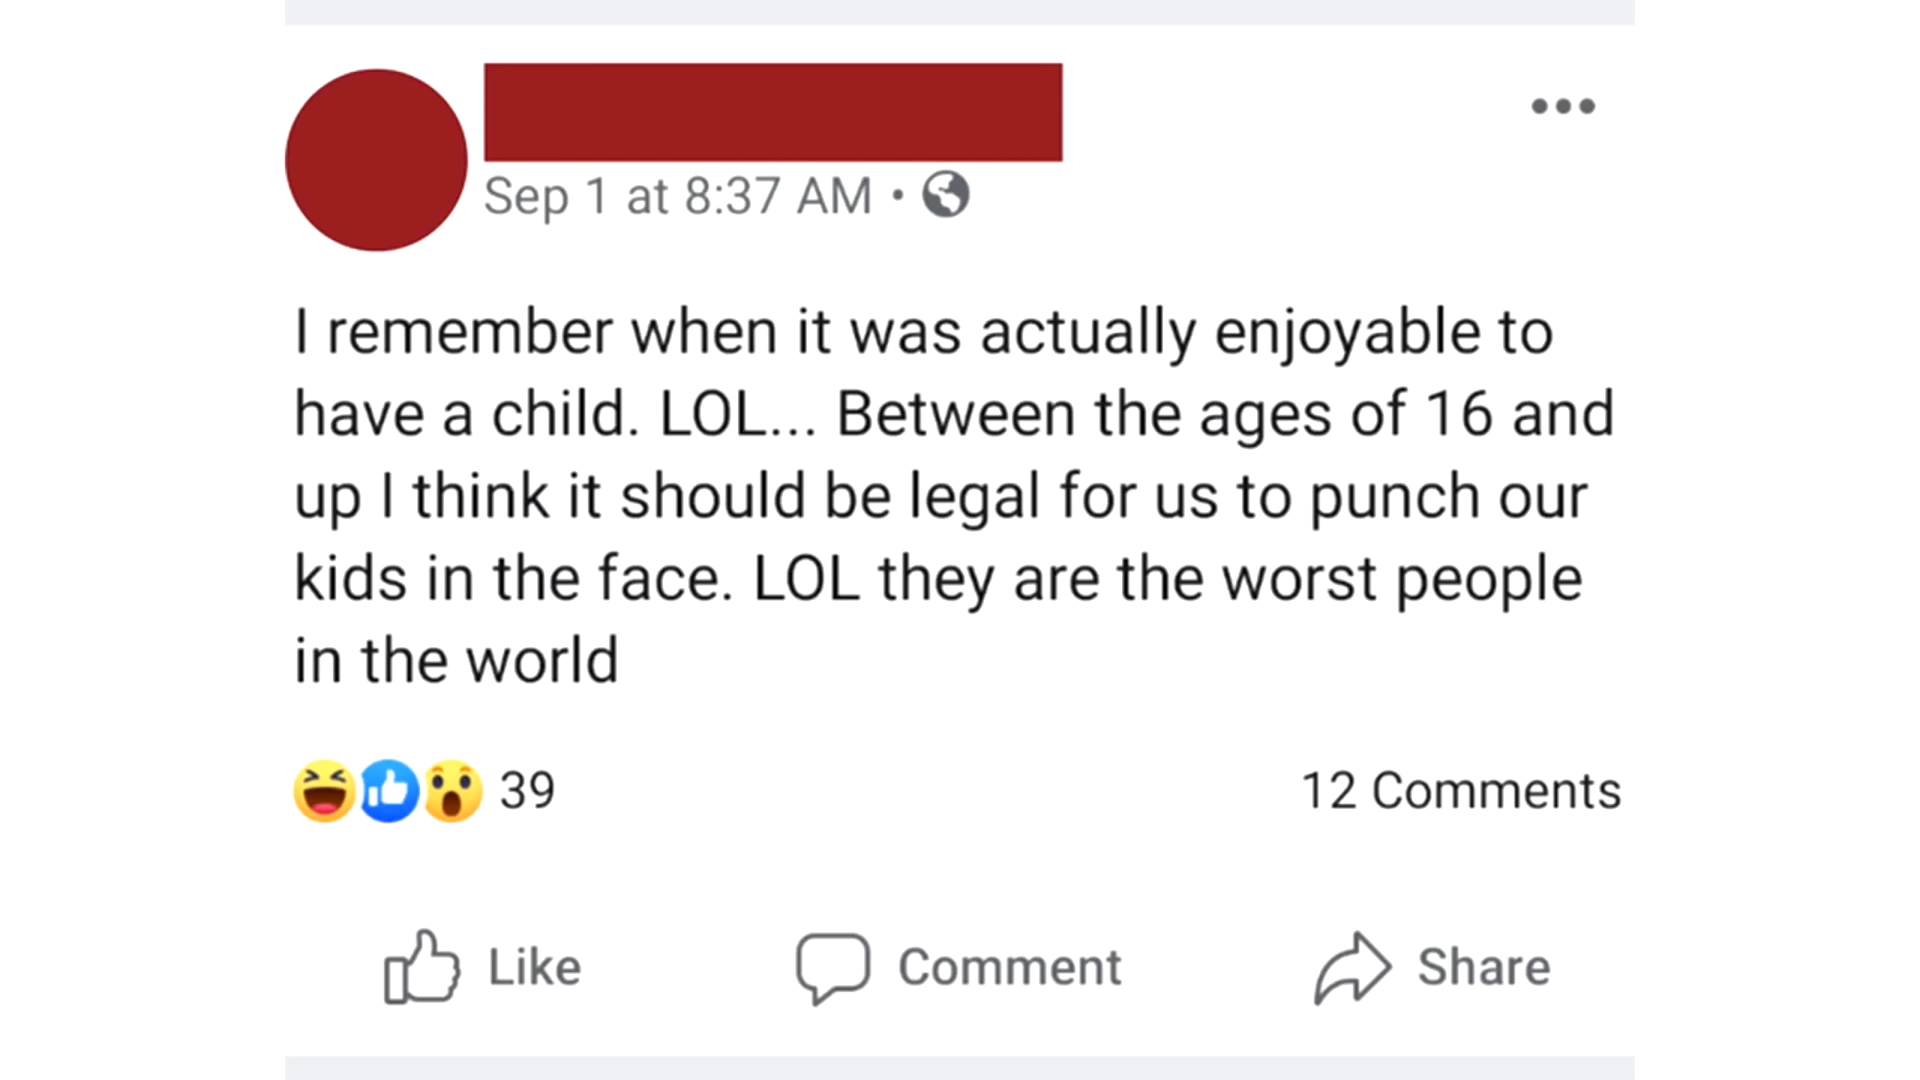 Sep 1 at 8:37 AM •
I remember when it was actually enjoyable to
have a child. LOL... Between the ages of 16 and
up I think it should be legal for us to punch our
kids in the face. LOL they are the worst people
in the world
39
12 Comments
Like
Comment
Share